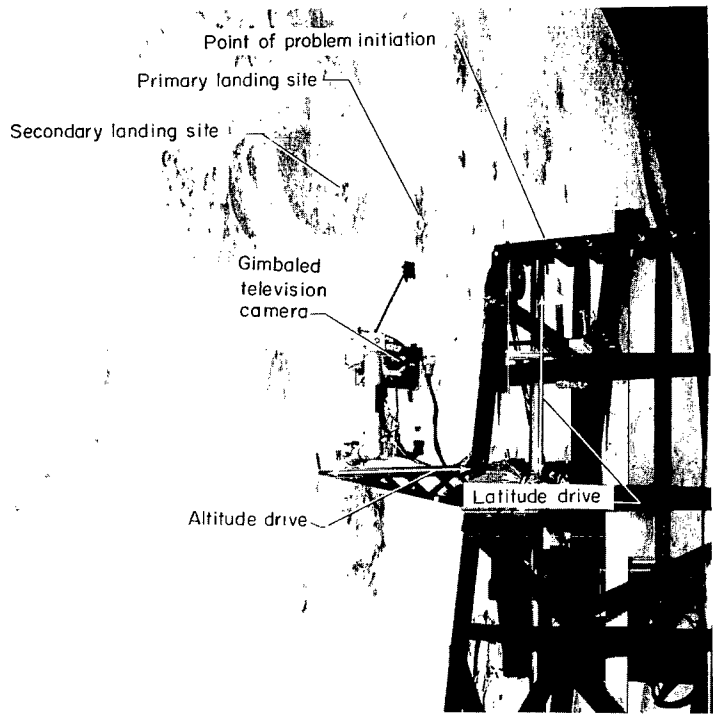 Point of problem initiation
Primary landing site
Secondary landing site
Gimbaled
television
camera
Latitude drive
Altitude drive